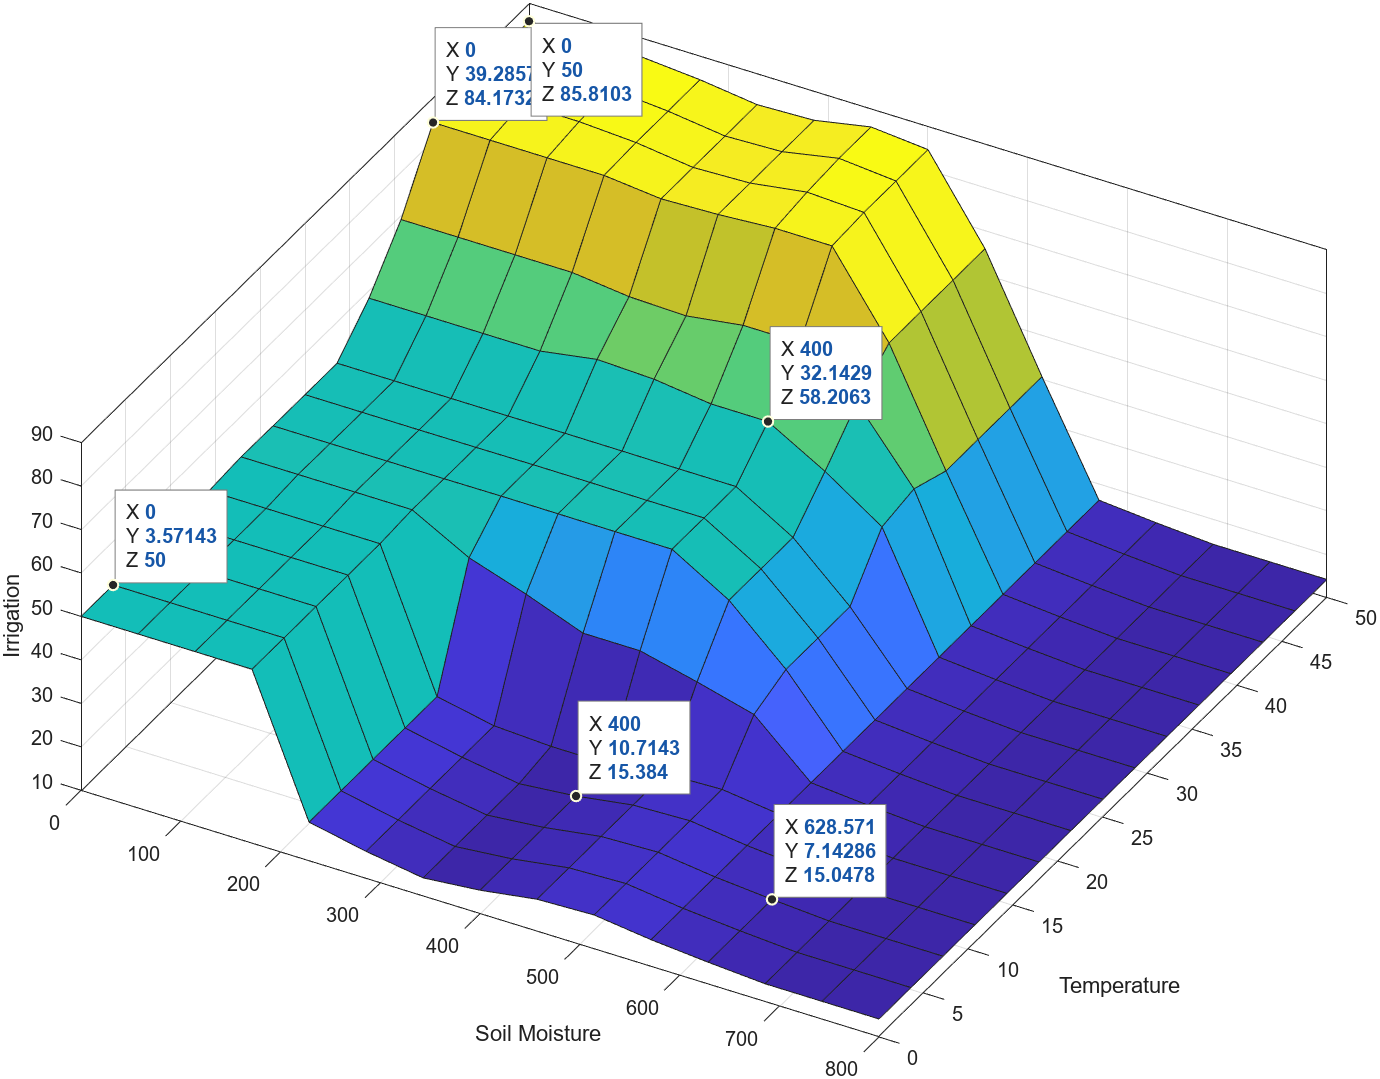 X 0
Y 39.2857
Z 84.1732
X 0
Y 50
Z 85.8103
X 400
Y 32.1429
Z 58.2063
X 0
Y 3.57143
Z 50
X 400
Y 10.7143
Z 15.384
X 628.571
Y 7.14286
Z 15.0478
90
80
70
60
50
40
30
20
10
Irrigation
0
100
200
300
400
500
600
700
800
Soil Moisture
0
5
10
15
20
25
30
35
40
45
50
Temperature